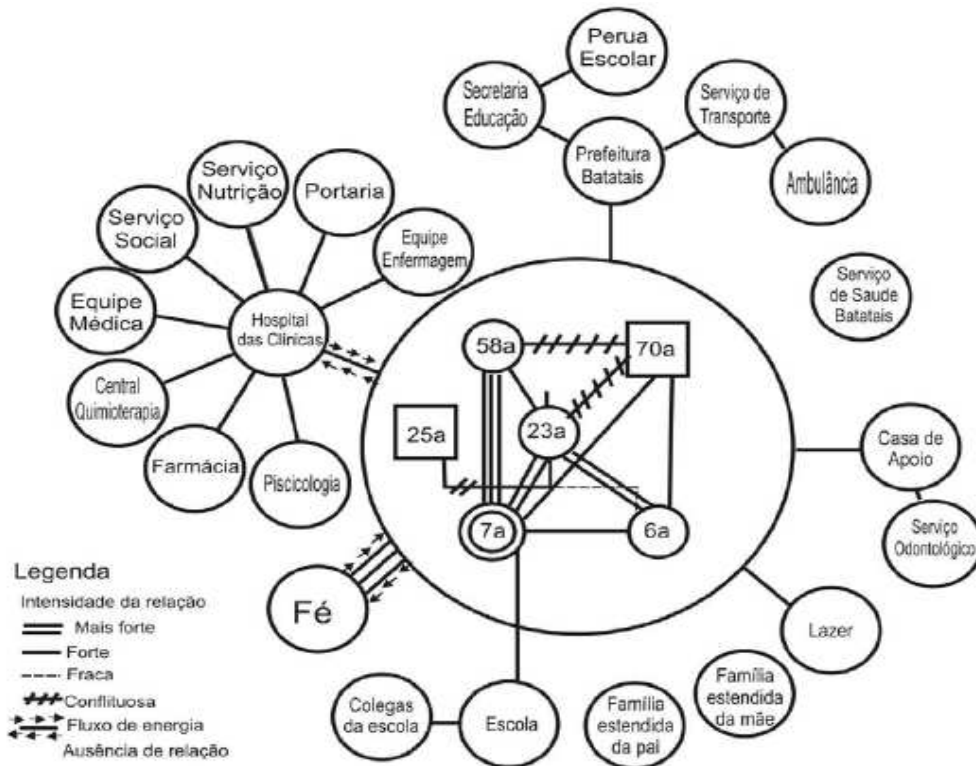 Perua
Escolar
Secretaria
Educação
Serviço de
Transporte
Prefeitura
Batatais
Ambulância
Serviço
Nutrição
Portaria
Serviço
Social
Equipe
Enfermagem
Equipe
Médica
Hospital
das Clínicas
Central
Quimioterapia
Farmácia
Piscicologia
Serviço
de Saude
Batatais
58a
70a
25a
23a
7a
6a
Casa de
Apoio
Serviço
Odontológico
Fé
Lazer
Família
estendida
da mãe
Família
estendida
da pai
Escola
Colegas
da escola
Legenda
Intensidade da relação
Mais forte
Forte
Fraca
Conflituosa
Fluxo de energia
Ausência de relação